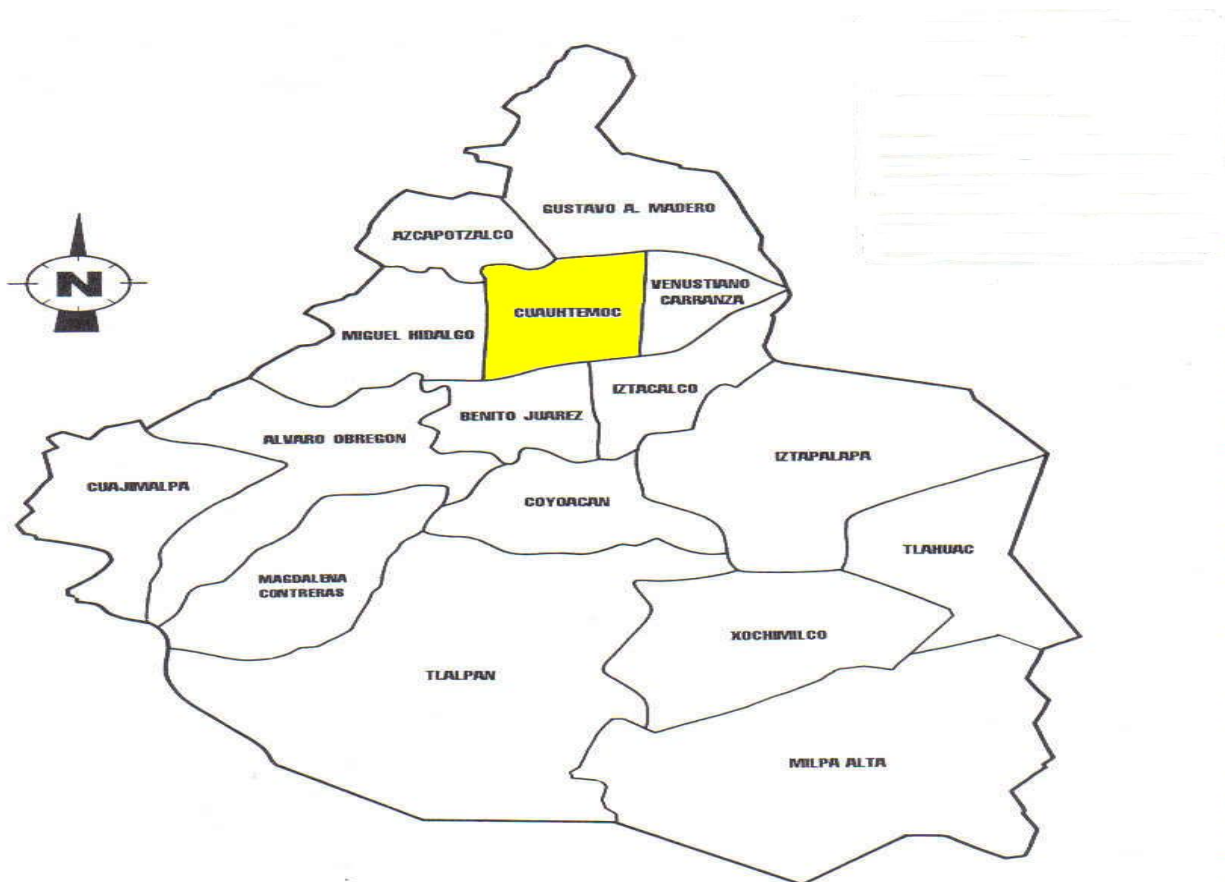 GUSTAVO A. MADERO
AZCAPOTZALCO
N
VENUSTIANO
CARRANZA
CUAUHTEMOC
MIGUEL HIDALGO
IZTACALCO
BENITO JUAREZ
ALVARO OBREGON
IZTAPALAPA
CUAJIMALPA
COYOACAN
TLAHUAC
MAGDALENA
CONTRERAS
XOCHIMILCO
TLALPAN
MILPA ALTA